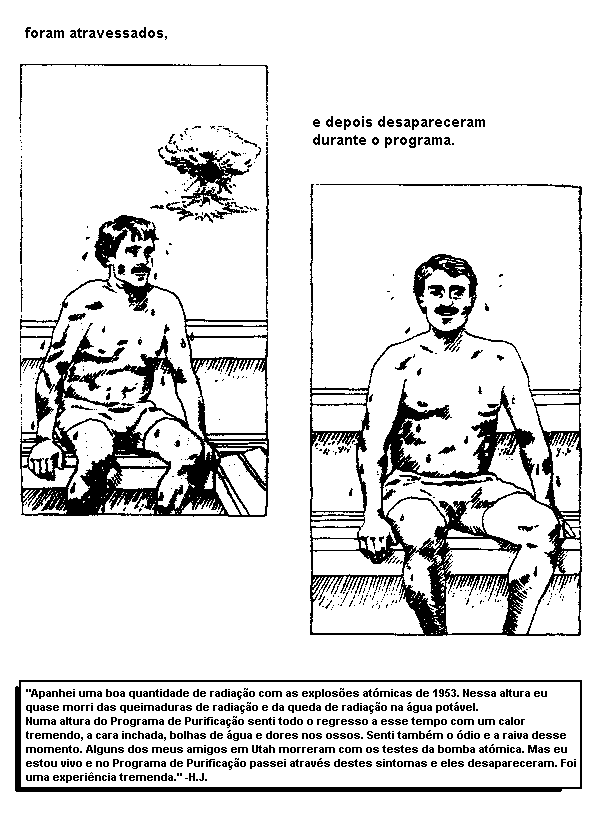 foram atravessados,
e depois desapareceram
durante o programa.
"Apanhei uma boa quantidade de radiação com as explosões atómicas de 1953. Nessa altura eu
quase morri das queimaduras de radiação e da queda de radiação na água potável.
Numa altura do Programa de Purificação senti todo o regresso a esse tempo com um calor
tremendo, a cara inchada, bolhas de água e dores nos ossos. Senti também o ódio e a raiva desse
momento. Alguns dos meus amigos em Utah morreram com os testes da bomba atómica. Mas eu
estou vivo e no Programa de Purificação passei através destes sintomas e eles desapareceram. Foi
uma experiência tremenda." -H.J.